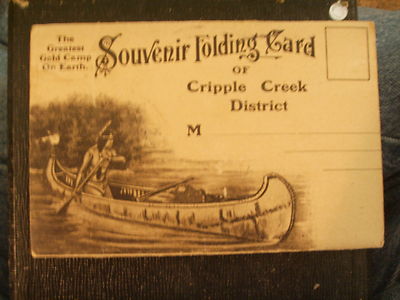 The
Greatest
Gold Camp
On Earth.
Souvenir Folding Card
OF
Cripple Creek
District
M